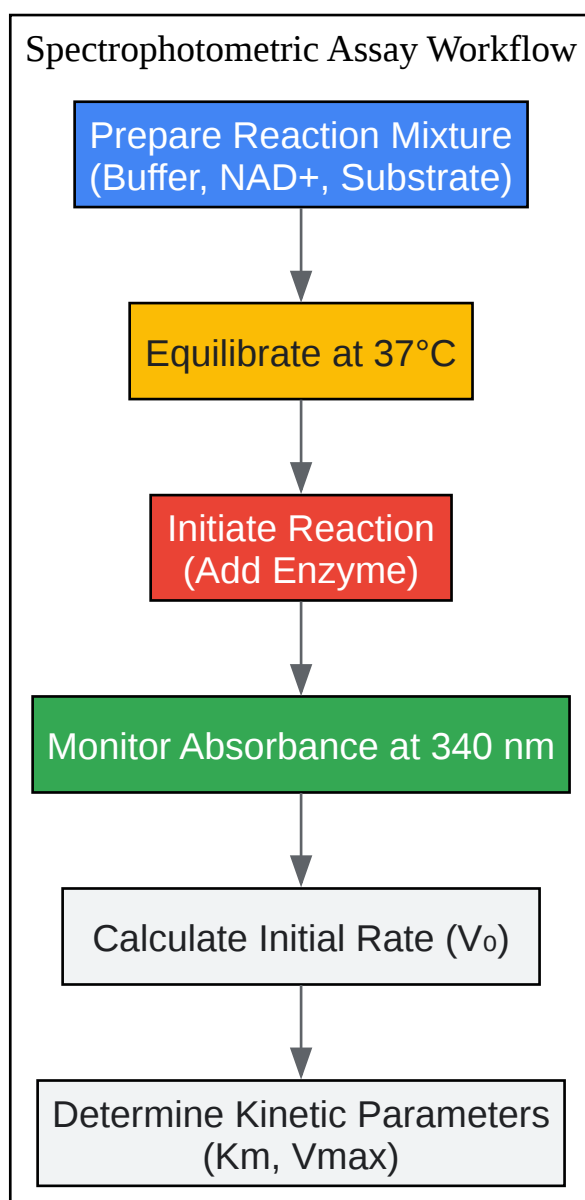 Spectrophotometric Assay Workflow
Prepare Reaction Mixture
(Buffer, NAD+, Substrate)
Equilibrate at 37°C
Initiate Reaction
(Add Enzyme)
Monitor Absorbance at 340 nm
Calculate Initial Rate (V₀)
Determine Kinetic Parameters
(Km, Vmax)